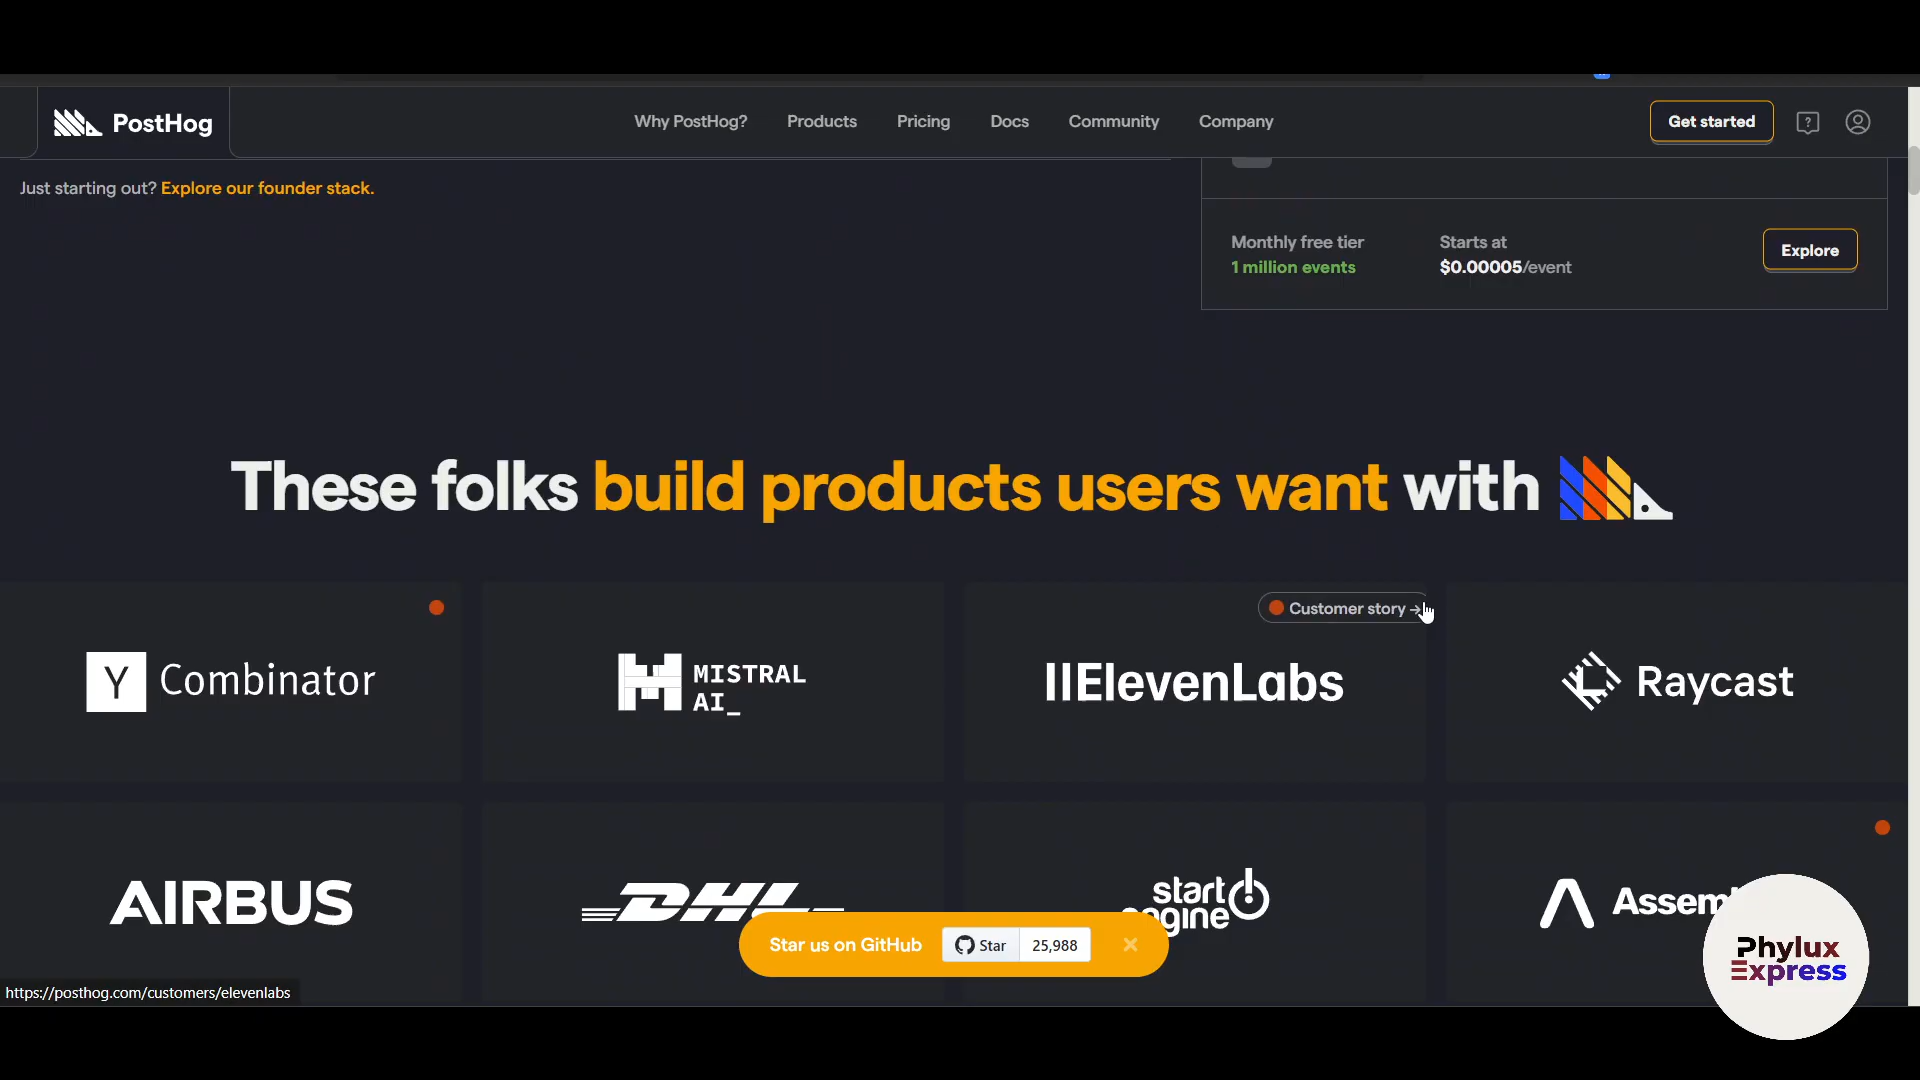 PostHog
Why PostHog?
Products
Pricing
Docs
Community
Company
Get started
Just starting out? Explore our founder stack.
Monthly free tier
1 million events
Starts at
$0.00005/event
Explore
These folks build products users want with
Y Combinator
MISTRAL
AI_
Customer story →
IIElevenLabs
Raycast
AIRBUS
DHL
start
engine
Assem
Star us on GitHub
Star
25,988
Phylux
Express
https://posthog.com/customers/elevenlabs